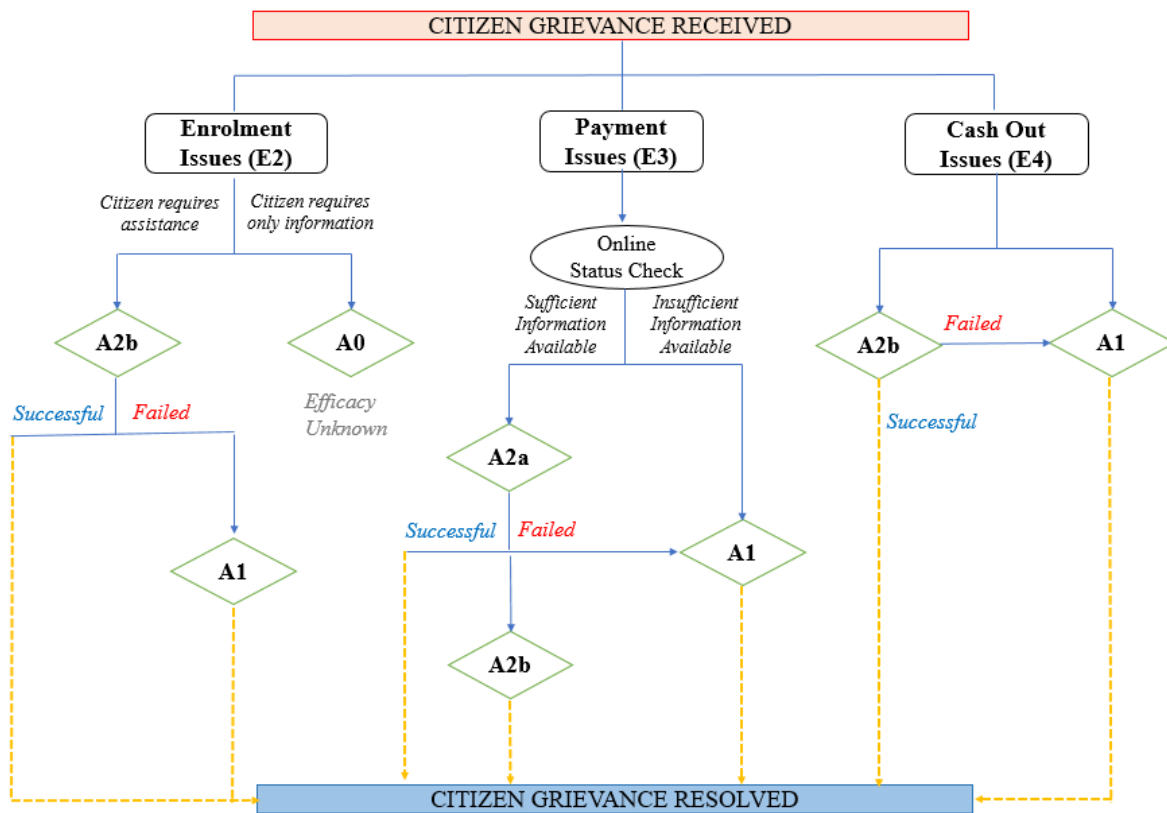 CITIZEN GRIEVANCE RECEIVED
Enrolment
Issues (E2)
Payment
Issues (E3)
Cash Out
Issues (E4)
Citizen requires
assistance
Citizen requires
only information
Online
Status Check
Sufficient
Information
Available
Insufficient
Information
Available
A2b
A0
A2b
Failed
A1
Efficacy
Unknown
Successful
Failed
Successful
A2a
Successful
Failed
A1
A1
A2b
CITIZEN GRIEVANCE RESOLVED